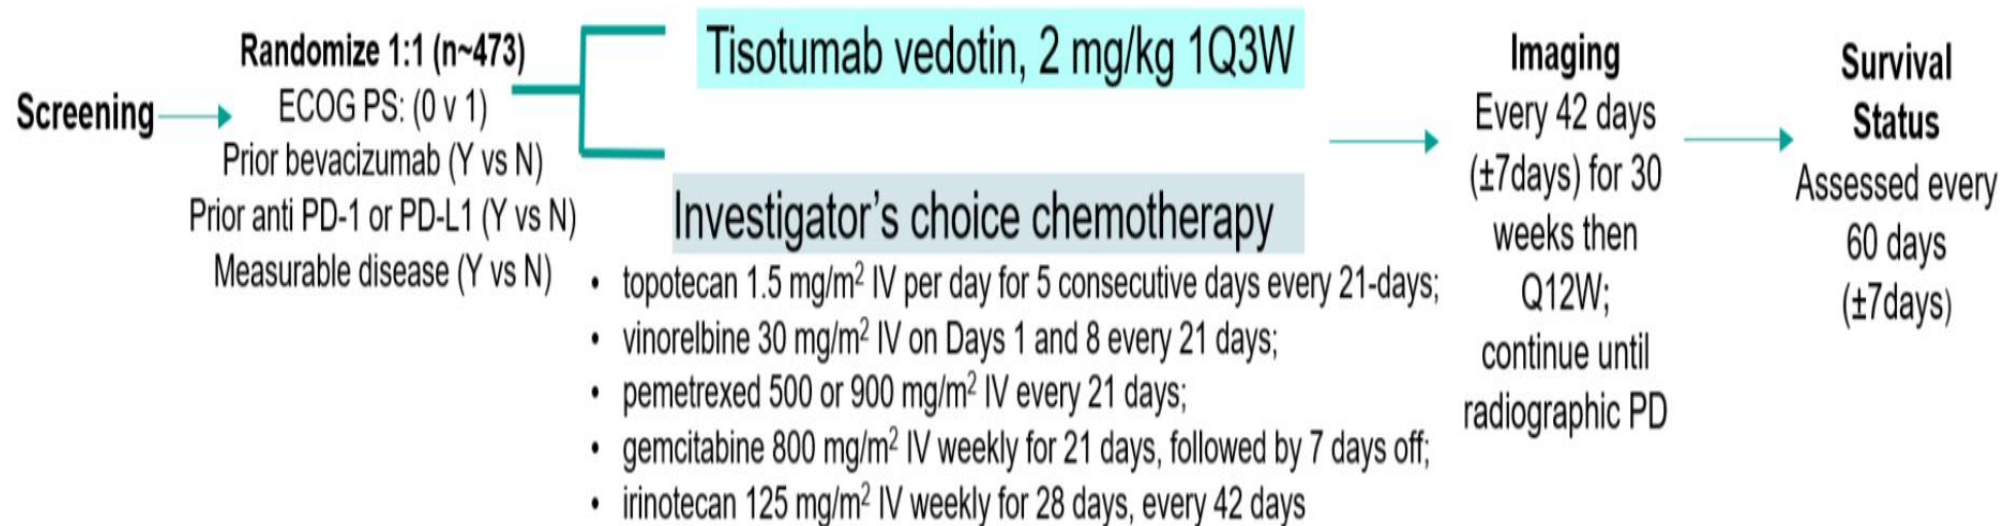 Screening
Randomize 1:1 (n~473)
ECOG PS: (0 v 1)
Prior bevacizumab (Y vs N)
Prior anti PD-1 or PD-L1 (Y vs N)
Measurable disease (Y vs N)
Tisotumab vedotin, 2 mg/kg 1Q3W
Investigator’s choice chemotherapy
• topotecan 1.5 mg/m² IV per day for 5 consecutive days every 21-days;
• vinorelbine 30 mg/m² IV on Days 1 and 8 every 21 days;
• pemetrexed 500 or 900 mg/m² IV every 21 days;
• gemcitabine 800 mg/m² IV weekly for 21 days, followed by 7 days off;
• irinotecan 125 mg/m² IV weekly for 28 days, every 42 days
Imaging
Every 42 days
(±7days) for 30
weeks then
Q12W;
continue until
radiographic PD
Survival
Status
Assessed every
60 days
(±7days)